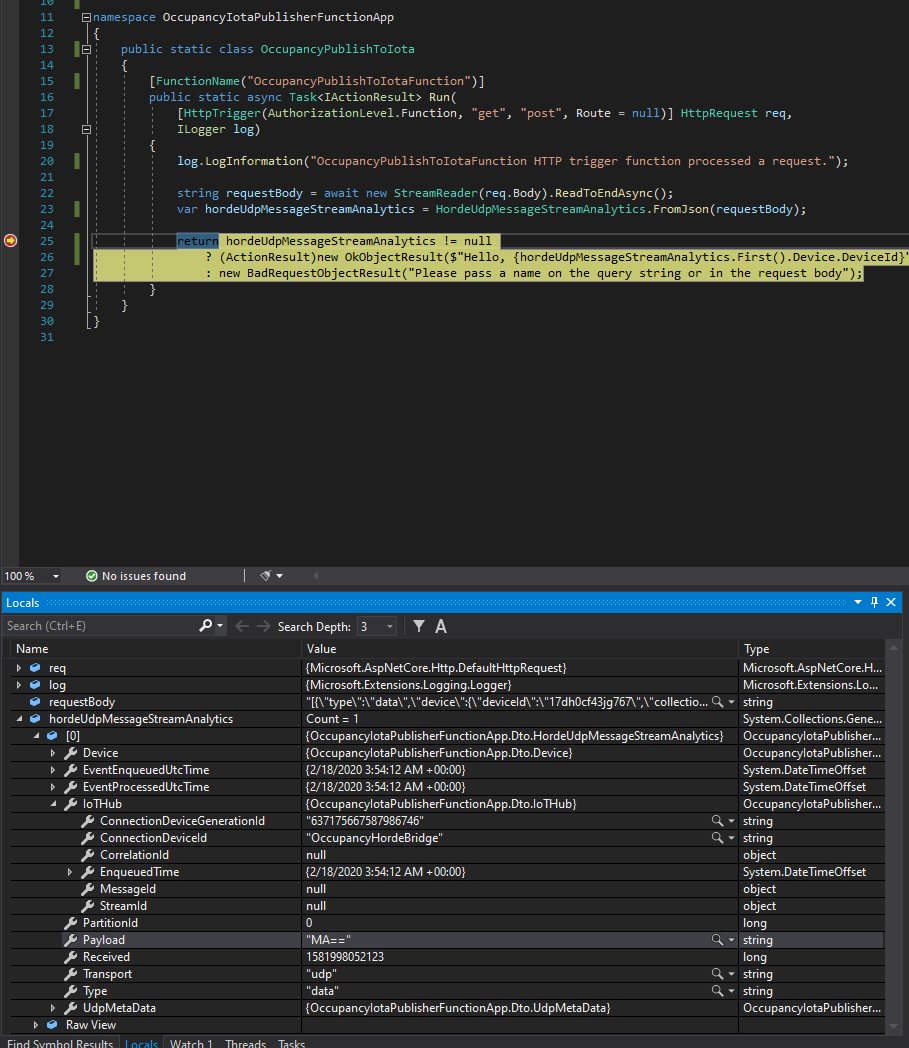 10
11 namespace OccupancyIotaPublisherFunctionApp
12 {
13 public static class OccupancyPublishToIota
14 {
15 [FunctionName("OccupancyPublishToIotaFunction")]
16 public static async Task<IActionResult> Run(
17 [HttpTrigger(AuthorizationLevel.Function, "get", "post", Route = null)] HttpRequest req,
18 ILogger log)
19 {
20 log.LogInformation("OccupancyPublishToIotaFunction HTTP trigger function processed a request.");
21
22 string requestBody = await new StreamReader(req.Body).ReadToEndAsync();
23 var hordeUdpMessageStreamAnalytics = HordeUdpMessageStreamAnalytics.FromJson(requestBody);
24
25 return hordeUdpMessageStreamAnalytics != null
26 ? (ActionResult)new OkObjectResult($"Hello, {hordeUdpMessageStreamAnalytics.First().Device.DeviceId}"
27 : new BadRequestObjectResult("Please pass a name on the query string or in the request body");
28 }
29 }
30 }
31
100 % No issues found
Locals
Search (Ctrl+E) Search Depth: 3 A
Name Value Type
req {Microsoft.AspNetCore.Http.DefaultHttpRequest} Microsoft.AspNetCore.H...
log {Microsoft.Extensions.Logging.Logger} Microsoft.Extensions.Lo...
requestBody "[{\"type\":\"data\",\"device\":{\"deviceId\":\"17dh0cf43jg767\",\"collectio... string
hordeUdpMessageStreamAnalytics Count = 1 System.Collections.Gene...
[0] {OccupancyIotaPublisherFunctionApp.Dto.HordeUdpMessageStreamAnalytics} OccupancyIotaPublisher...
Device {OccupancyIotaPublisherFunctionApp.Dto.Device} OccupancyIotaPublisher...
EventEnqueuedUtcTime {2/18/2020 3:54:12 AM +00:00} System.DateTimeOffset
EventProcessedUtcTime {2/18/2020 3:54:12 AM +00:00} System.DateTimeOffset
IoTHub {OccupancyIotaPublisherFunctionApp.Dto.IoTHub} OccupancyIotaPublisher...
ConnectionDeviceGenerationId "637175667587986746" string
ConnectionDeviceId "OccupancyHordeBridge" string
CorrelationId null object
EnqueuedTime {2/18/2020 3:54:12 AM +00:00} System.DateTimeOffset
MessageId null object
StreamId null object
PartitionId 0 long
Payload "MA==" string
Received 1581998052123 long
Transport "udp" string
Type "data" string
UdpMetaData {OccupancyIotaPublisherFunctionApp.Dto.UdpMetaData} OccupancyIotaPublisher...
Raw View
Find Symbol Results Locals Watch 1 Threads Tasks